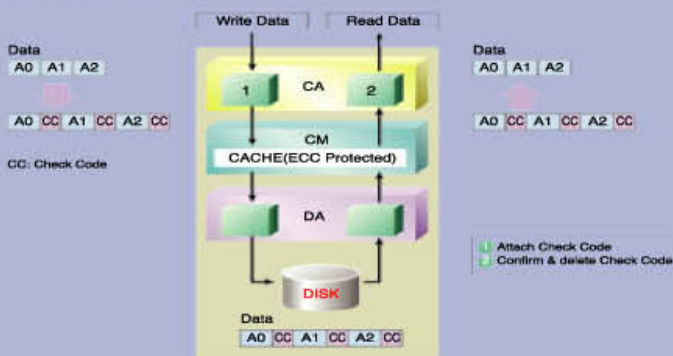 Write Data
Read Data
Data
A0 A1 A2
A0 CC A1 CC A2 CC
CC: Check Code
1
CA
2
CM
CACHE(ECC Protected)
DA
DISK
Data
A0 CC A1 CC A2 CC
Data
A0 A1 A2
A0 CC A1 CC A2 CC
1 Attach Check Code
2 Confirm & delete Check Code